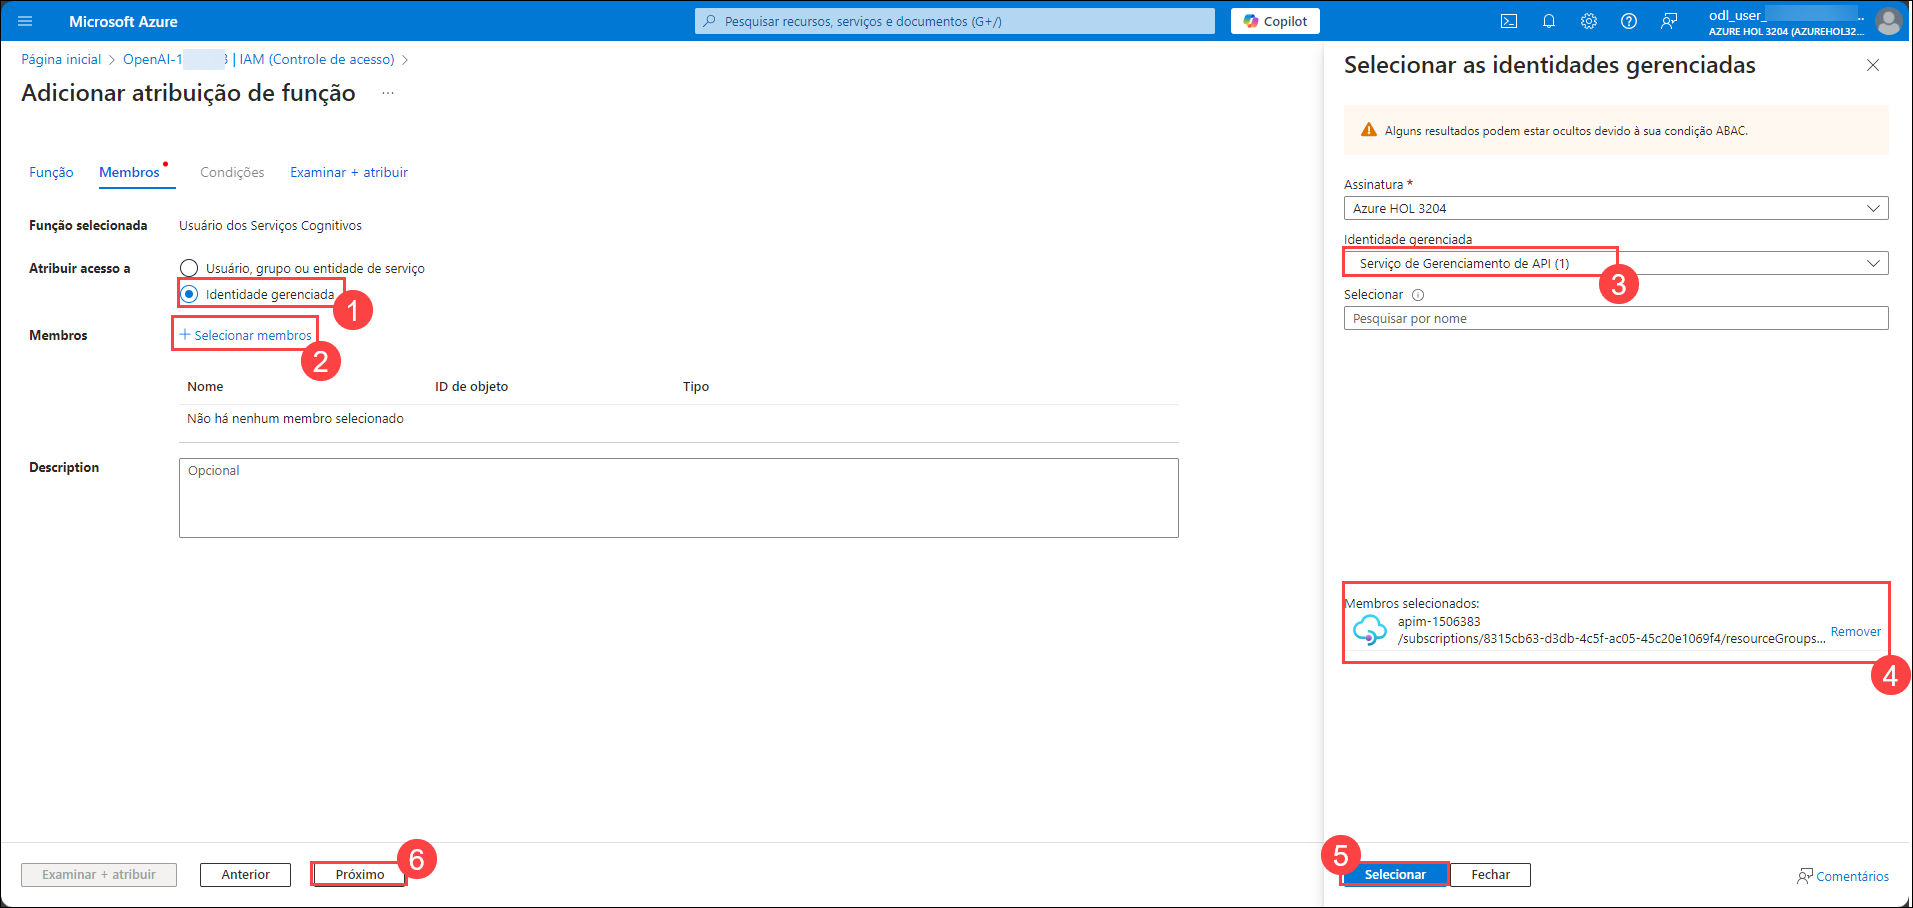 Microsoft Azure
Pesquisar recursos, serviços e documentos (G+/)
Copilot
odl_user_
...
AZURE HOL 3204 (AZUREHOL32...
Página inicial > OpenAI-1 3 | IAM (Controle de acesso) >
Adicionar atribuição de função ...
Função
Membros
Condições
Examinar + atribuir
Função selecionada
Usuário dos Serviços Cognitivos
Atribuir acesso a
Usuário, grupo ou entidade de serviço
Identidade gerenciada
1
Membros
+ Selecionar membros
2
Nome
ID de objeto
Tipo
Não há nenhum membro selecionado
Description
Opcional
Examinar + atribuir
Anterior
Próximo
6
Selecionar as identidades gerenciadas
Alguns resultados podem estar ocultos devido à sua condição ABAC.
Assinatura *
Azure HOL 3204
Identidade gerenciada
Serviço de Gerenciamento de API (1)
3
Selecionar
Pesquisar por nome
Membros selecionados:
apim-1506383
/subscriptions/8315cb63-d3db-4c5f-ac05-45c20e1069f4/resourceGroups...
Remover
4
5
Selecionar
Fechar
Comentários